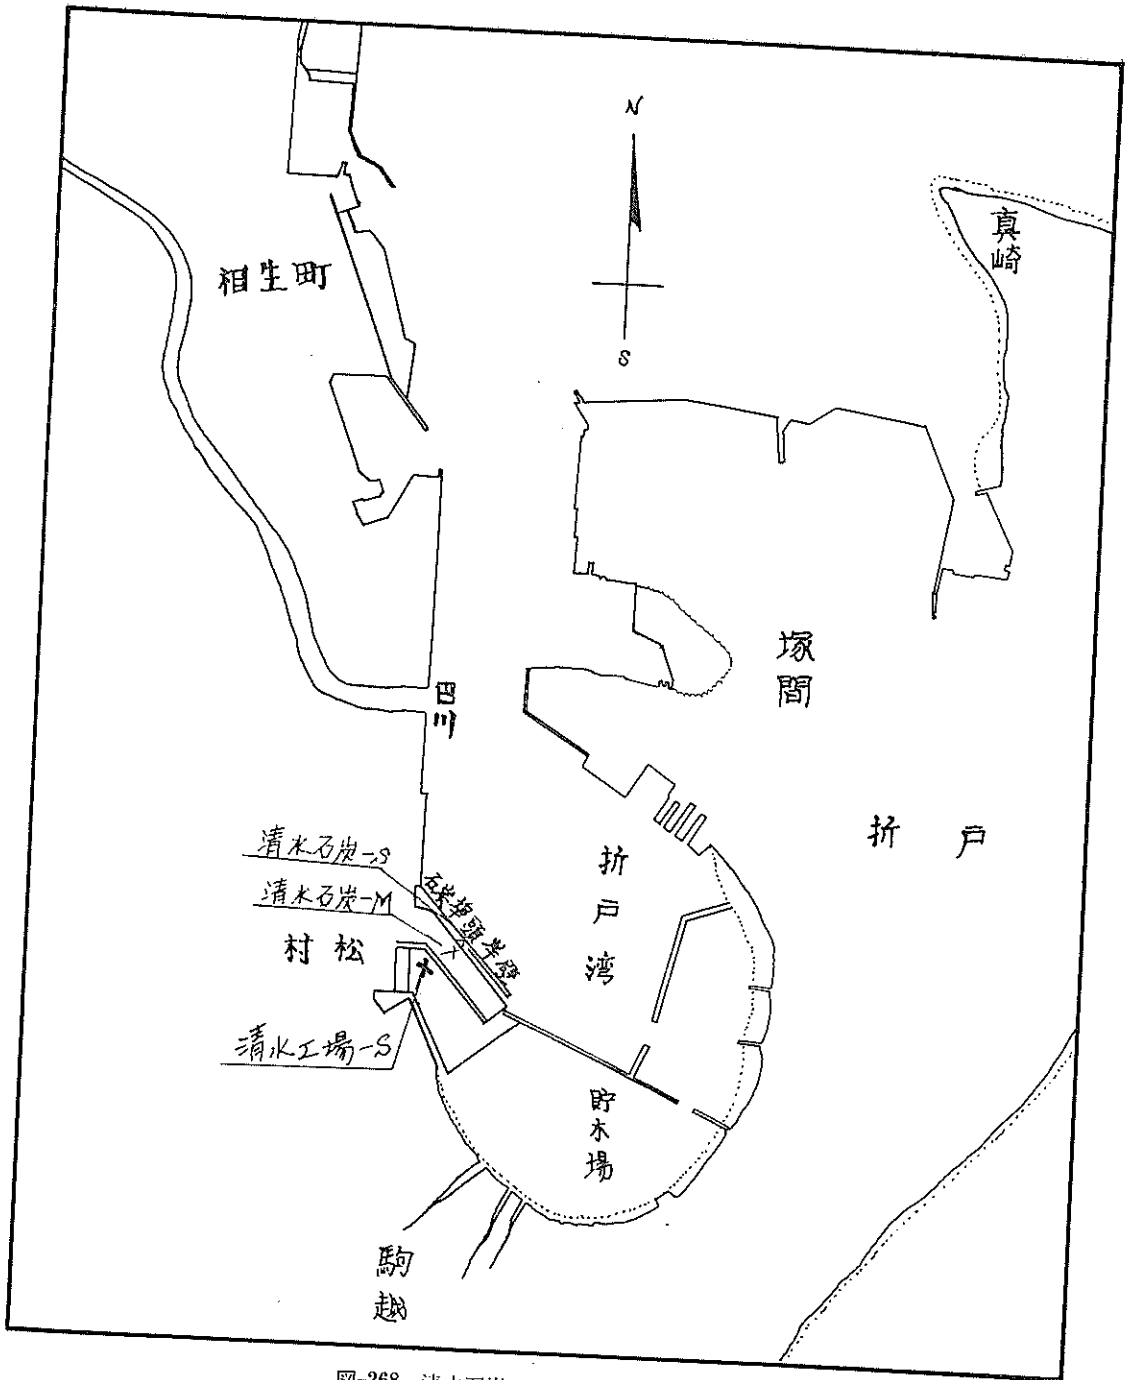 N
S
真崎
相生町
塚間
巴川
折戸
折戸湾
清水石炭-S
清水石炭-M
石炭埠頭岸壁
村松
清水工場-S
貯木場
駒越
図-268